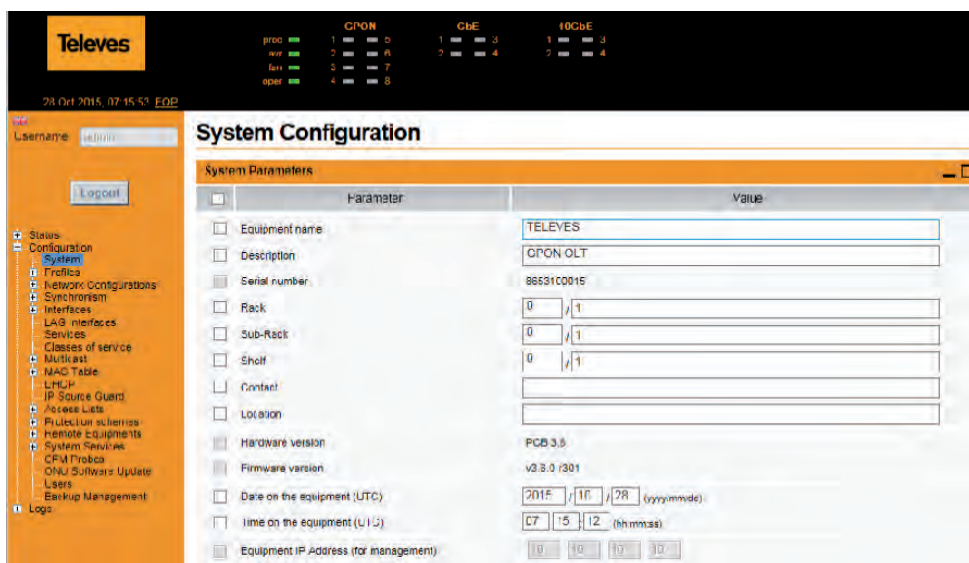 Televes
GPON GbE 10GbE
proc 1 5 1 3 1 3
2 6 2 4 2 4
fan 3 7
oper 4 8
28 Oct 2015, 07:15:53 EOP
Username admin
System Configuration
System Parameters
Logout
Parameter Value
Equipment name TELEVES
Description GPON OLT
Serial number 8653100015
Rack 0 / 1
Sub-Rack 0 / 1
Shelf 0 / 1
Contact
Location
Hardware version PCB 3.6
Firmware version
Date on the equipment (UTC) 2015 / 10 / 28 (yyyy/mm/dd)
Time on the equipment (UTC) 07 : 15 : 12 (hh:mm:ss)
Equipment IP Address (for management) 10 10 10 10
Status
Configuration
System
Profiles
Network Configurations
Synchronism
Interfaces
LAG Interfaces
Services
Classes of service
Multicast
MAC Table
DHCP
IP Source Guard
Access Lists
Protection schemes
Remote Equipments
System Services
CFM Probes
ONU Software Update
Users
Backup Management
Logs